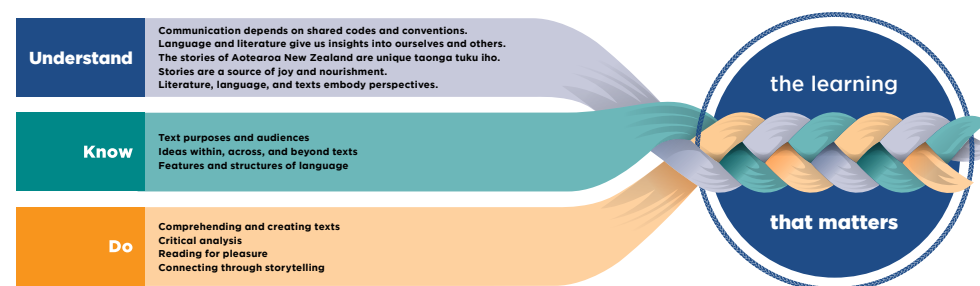 Understand
Communication depends on shared codes and conventions.
Language and literature give us insights into ourselves and others.
The stories of Aotearoa New Zealand are unique taonga tuku iho.
Stories are a source of joy and nourishment.
Literature, language, and texts embody perspectives.
Know
Text purposes and audiences
Ideas within, across, and beyond texts
Features and structures of language
Do
Comprehending and creating texts
Critical analysis
Reading for pleasure
Connecting through storytelling
the learning
that matters